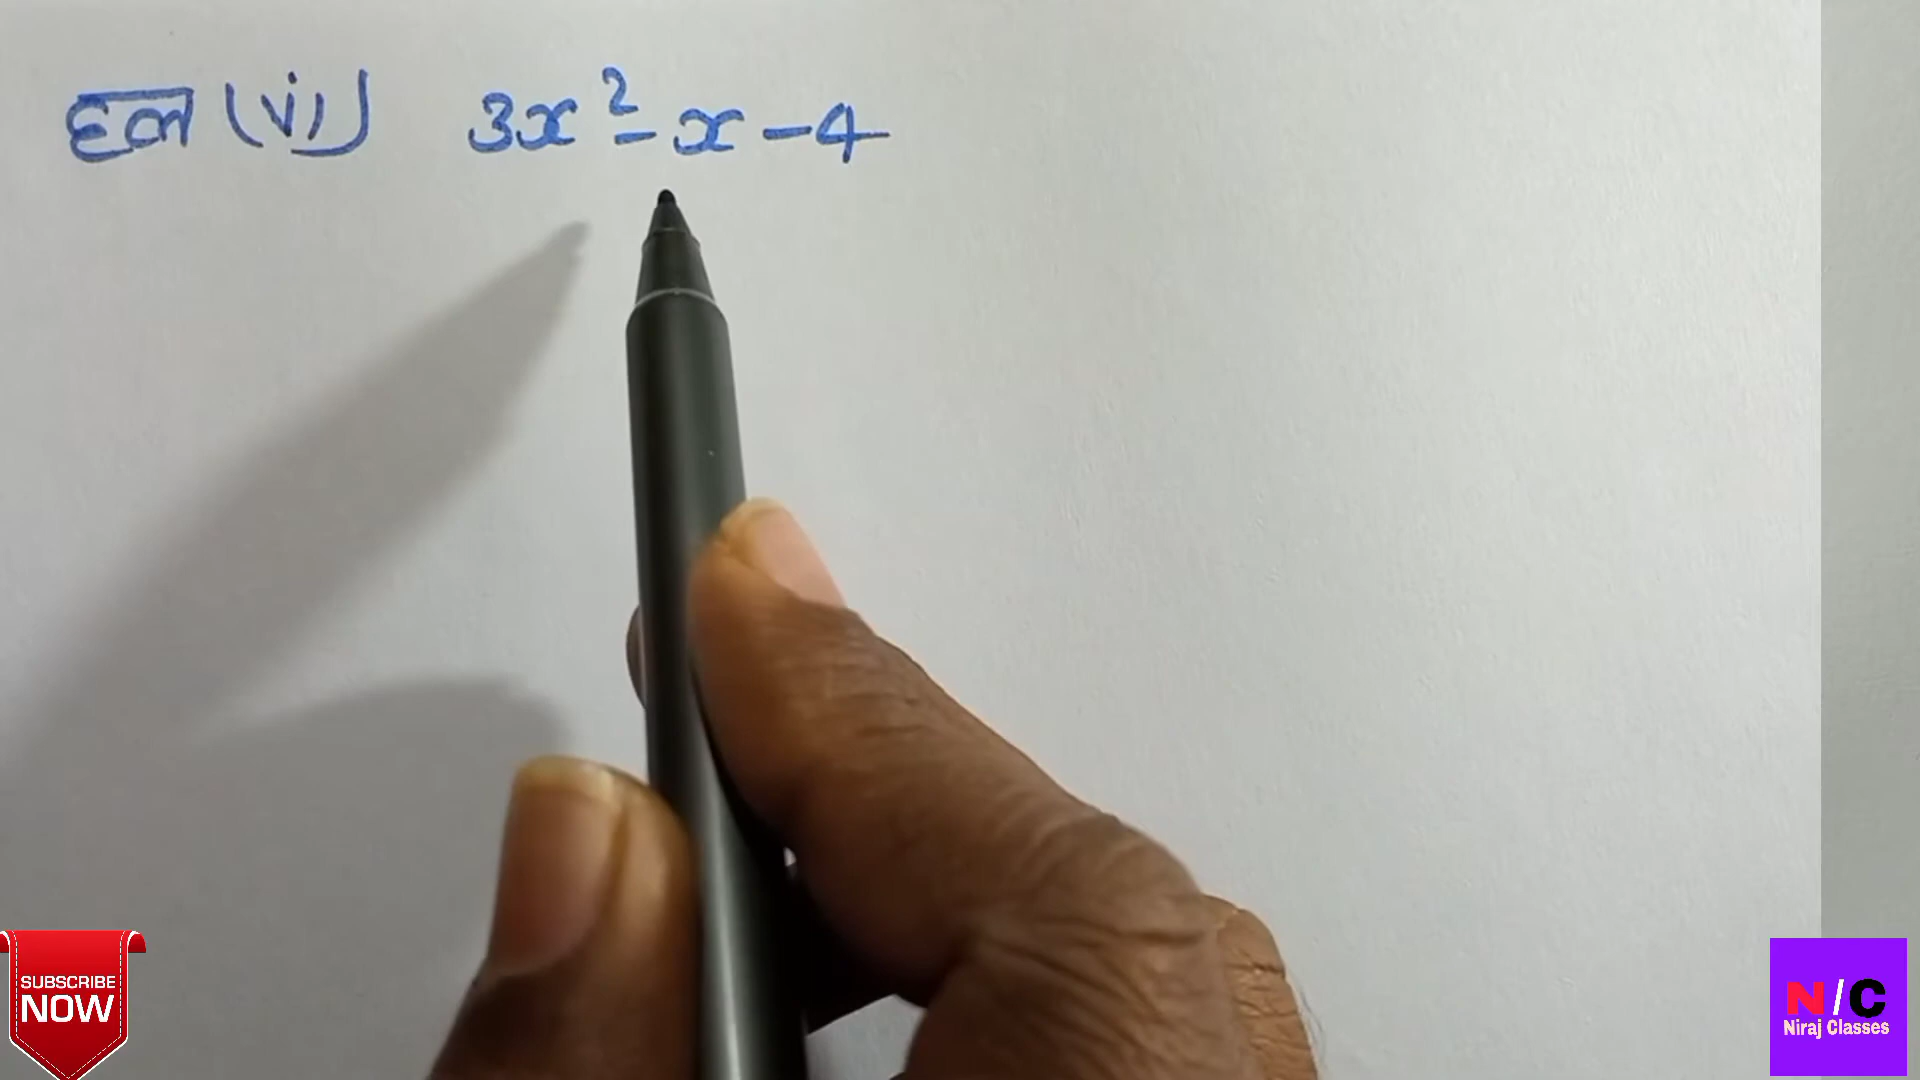 हल (vi) 3x² - x - 4
SUBSCRIBE
NOW
N/C
Niraj Classes